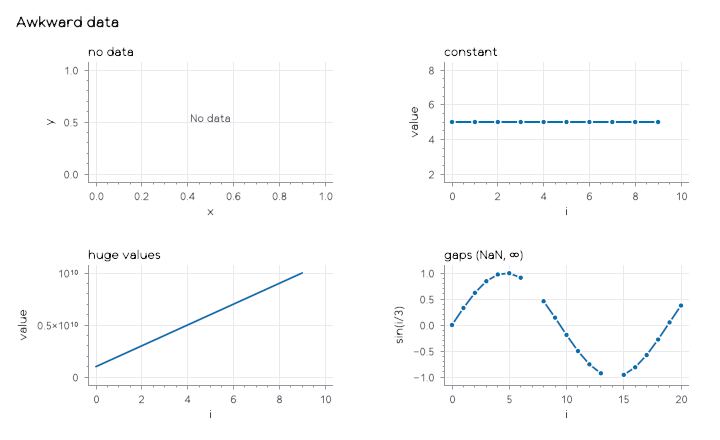 Awkward data
no data
1.0
0.5
0.0
y
No data
0.0 0.2 0.4 0.6 0.8 1.0
x
constant
8
6
4
2
value
0 2 4 6 8 10
i
huge values
10¹⁰
0.5×10¹⁰
0
value
0 2 4 6 8 10
i
gaps (NaN, ∞)
1.0
0.5
0.0
−0.5
−1.0
sin(i/3)
0 5 10 15 20
i